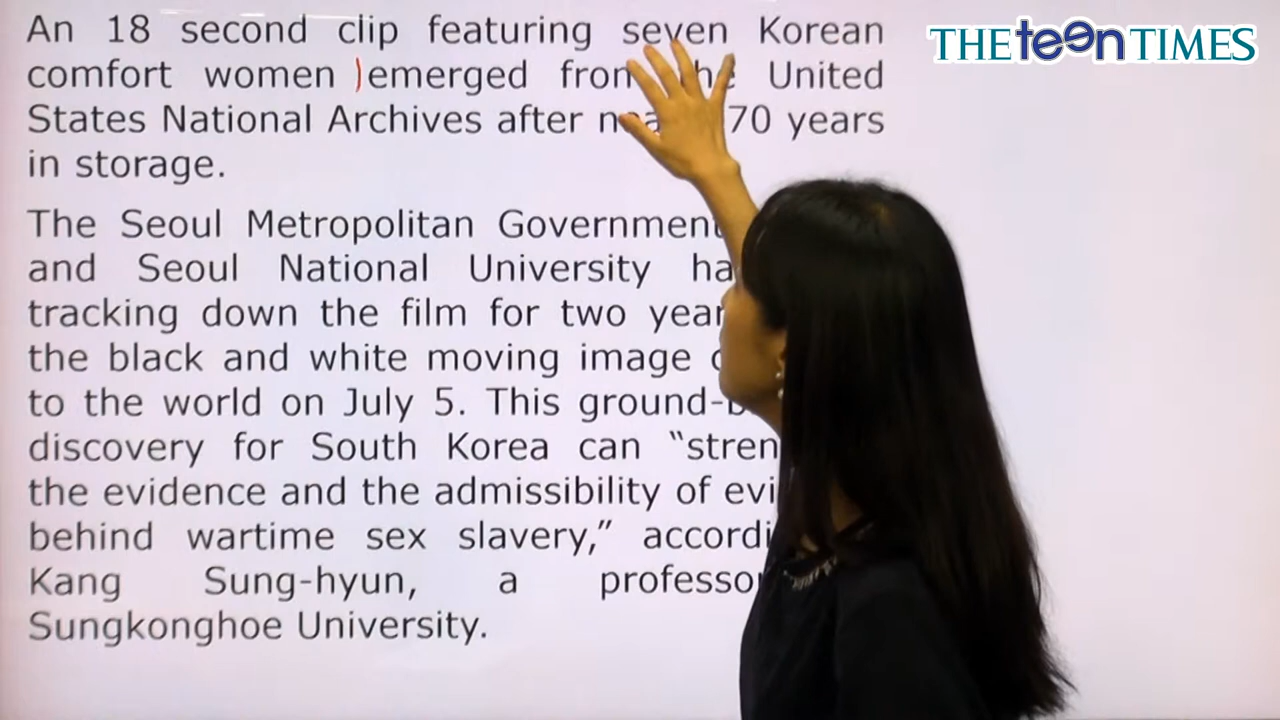 THE teen TIMES
An 18 second clip featuring seven Korean
comfort women emerged from the United
States National Archives after 70 years
in storage.
The Seoul Metropolitan Government
and Seoul National University
tracking down the film for two
the black and white moving image
to the world on July 5. This
discovery for South Korea can
the evidence and the admissibility of
behind wartime sex slavery,”
Kang Sung-hyun, a professor
Sungkonghoe University.